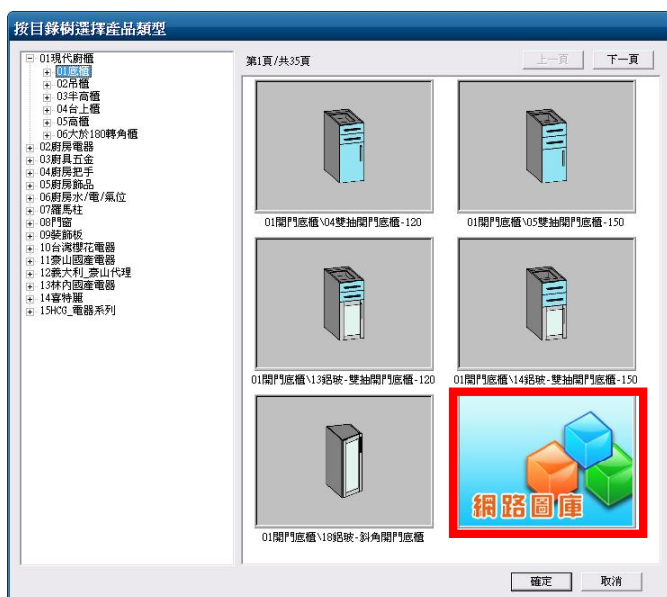 按目錄樹選擇產品類型
01現代廚櫃
01底櫃
02吊櫃
03半高櫃
04台上櫃
05高櫃
06大於180轉角櫃
02廚房電器
03廚具五金
04廚房把手
05廚房飾品
06廚房水/電/氣位
07羅馬柱
08門窗
09裝飾板
10台灣櫻花電器
11豪山國產電器
12義大利_豪山代理
13林內國產電器
14喜特麗
15HCG_電器系列
第1頁/共35頁
上一頁
下一頁
01開門底櫃\04雙抽開門底櫃-120
01開門底櫃\05雙抽開門底櫃-150
01開門底櫃\13鋁玻-雙抽開門底櫃-120
01開門底櫃\14鋁玻-雙抽開門底櫃-150
01開門底櫃\18鋁玻-斜角開門底櫃
網路圖庫
確定
取消